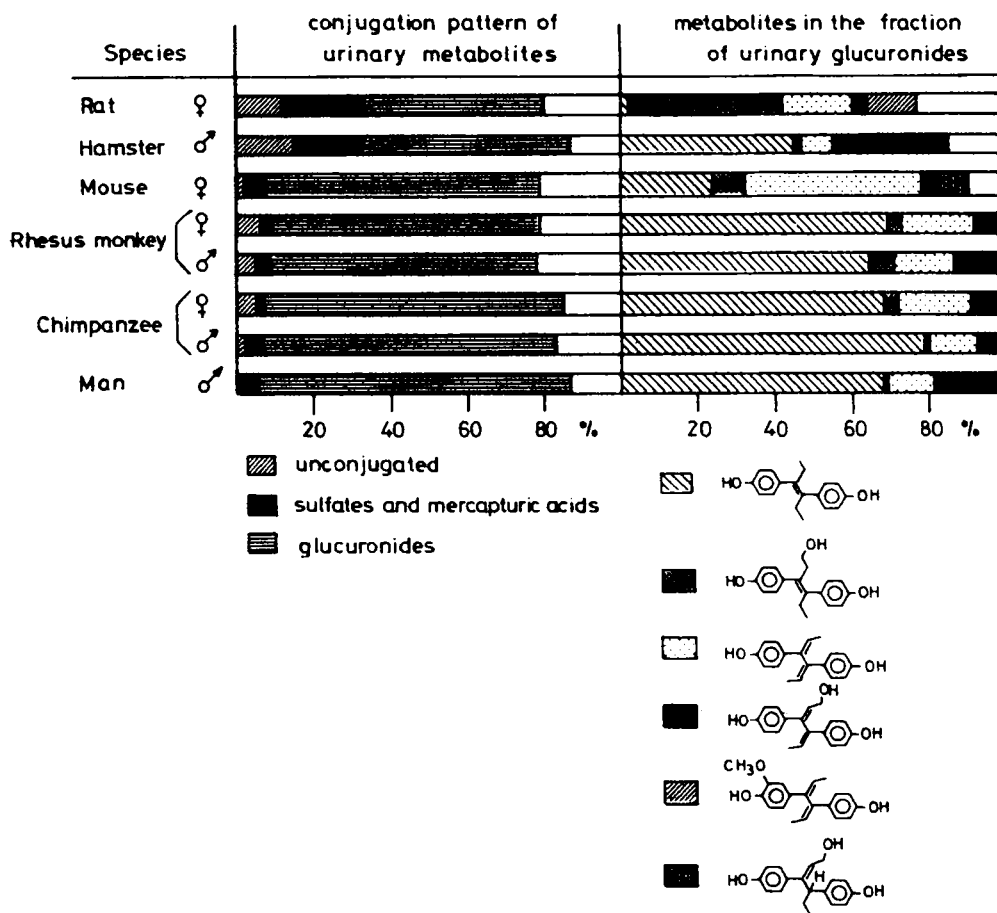 Species
conjugation pattern of
urinary metabolites
metabolites in the fraction
of urinary glucuronides
Rat ♀
Hamster ♂
Mouse ♀
Rhesus monkey ♀
♂
Chimpanzee ♀
♂
Man ♂
20 40 60 80 %
20 40 60 80 %
unconjugated
sulfates and mercapturic acids
glucuronides
HO OH
OH
HO OH
HO OH
OH
HO OH
CH3O
HO OH
OH
H
HO OH